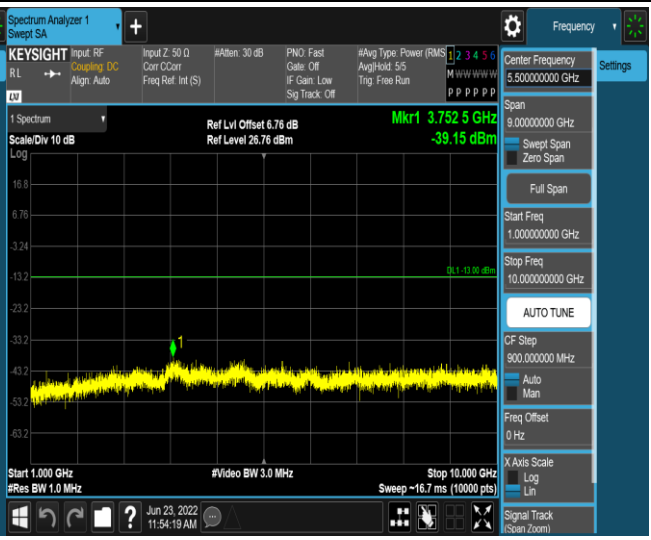 Spectrum Analyzer 1
Swept SA
Frequency
KEYSIGHT
Input: RF
Coupling: DC
Align: Auto
Input Z: 50 Ω
Corr CCorr
Freq Ref: Int (S)
#Atten: 30 dB
PNO: Fast
Gate: Off
IF Gain: Low
Sig Track: Off
#Avg Type: Power (RMS
Avg|Hold: 5/5
Trig: Free Run
1 2 3 4 5 6
M W W W W W
P P P P P P
R L
LXI
1 Spectrum
Scale/Div 10 dB
Log
Ref Lvl Offset 6.76 dB
Ref Level 26.76 dBm
Mkr1 3.752 5 GHz
-39.15 dBm
16.8
6.76
-3.24
-13.2
-23.2
-33.2
-43.2
-53.2
-63.2
DL1 -13.00 dBm
1
Start 1.000 GHz
#Res BW 1.0 MHz
#Video BW 3.0 MHz
Stop 10.000 GHz
Sweep ~16.7 ms (10000 pts)
Jun 23, 2022
11:54:19 AM
Center Frequency
5.500000000 GHz
Span
9.00000000 GHz
Swept Span
Zero Span
Full Span
Start Freq
1.000000000 GHz
Stop Freq
10.000000000 GHz
AUTO TUNE
CF Step
900.000000 MHz
Auto
Man
Freq Offset
0 Hz
X Axis Scale
Log
Lin
Signal Track
(Span Zoom)
Settings